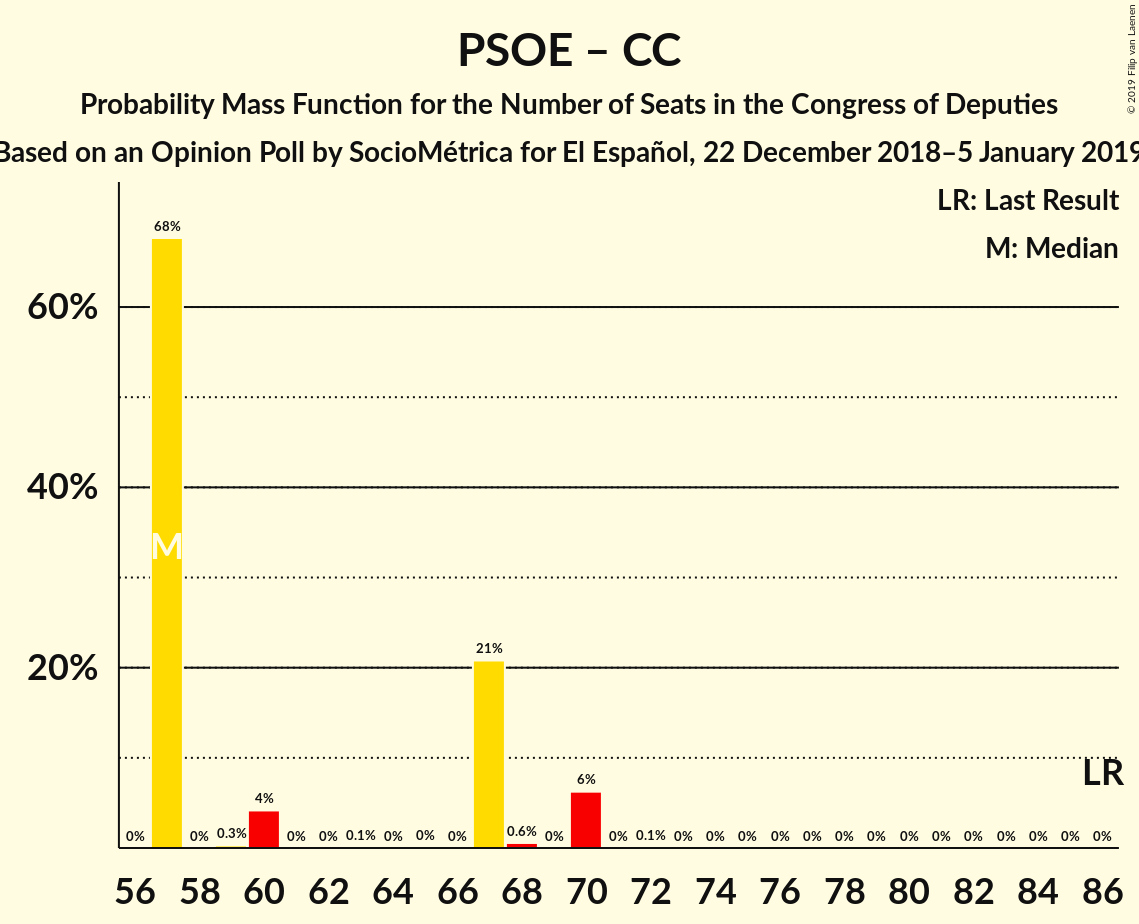 © 2019 Filip van Laenen
PSOE – CC
Probability Mass Function for the Number of Seats in the Congress of Deputies
Based on an Opinion Poll by SocioMétrica for El Español, 22 December 2018–5 January 2019
LR: Last Result
M: Median
68%
60%
40%
M
21%
20%
LR
6%
4%
0% 0% 0.3% 0% 0% 0.1% 0% 0% 0% 0.6% 0% 0% 0.1% 0% 0% 0% 0% 0% 0% 0% 0% 0% 0% 0% 0% 0% 0%
56 58 60 62 64 66 68 70 72 74 76 78 80 82 84 86